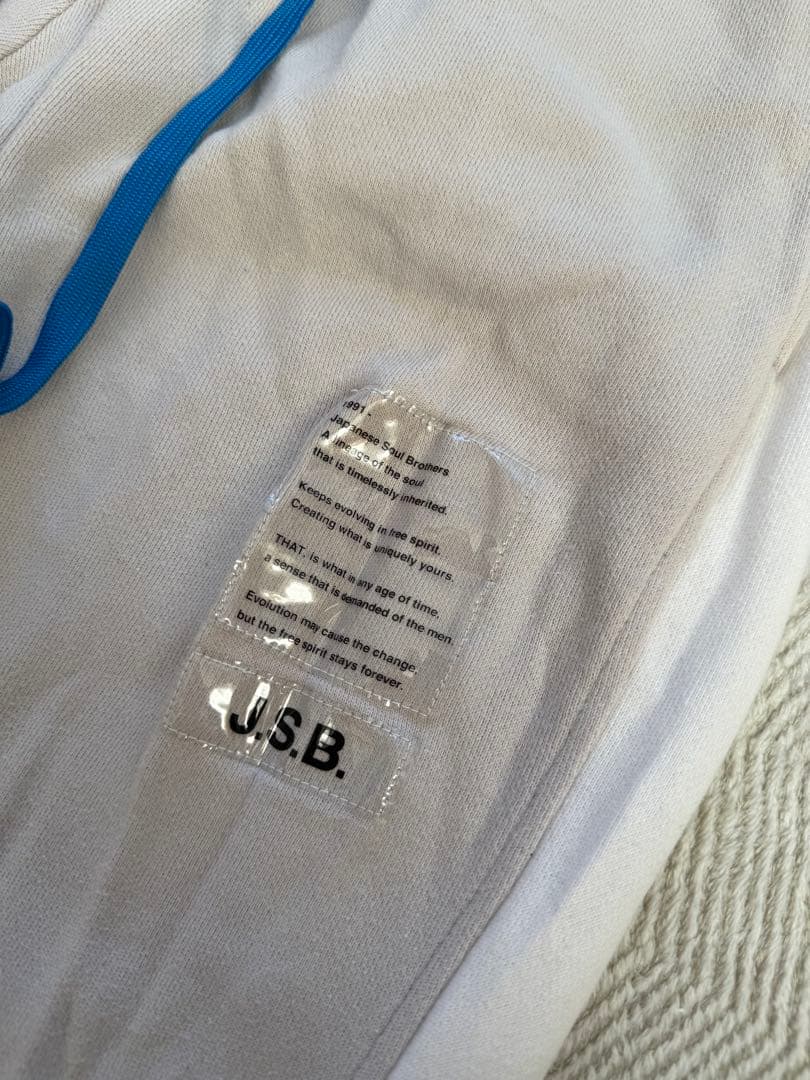 1991 -
Japanese Soul Brothers
A lineage of the soul
that is timelessly inherited.
Keeps evolving in free spirit.
Creating what is uniquely yours.
THAT. is what in any age of time,
a sense that is demanded of the men.
Evolution may cause the change,
but the free spirit stays forever.
J.S.B.